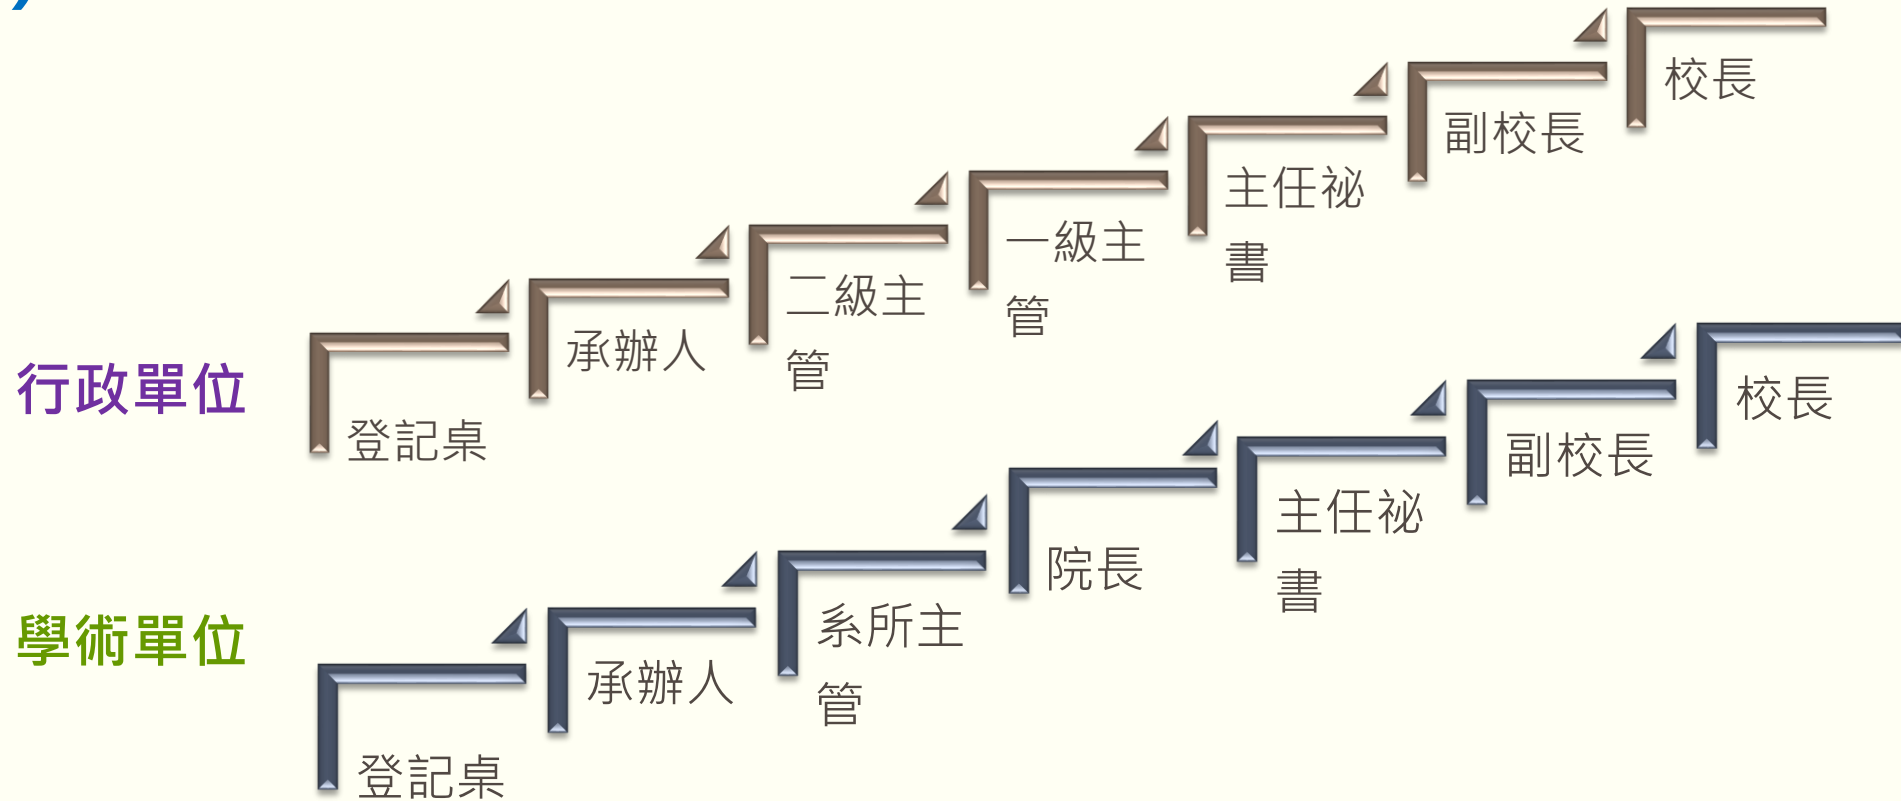 行政單位
登記桌
承辦人
二級主
管
一級主
管
主任祕
書
副校長
校長
學術單位
登記桌
承辦人
系所主
管
院長
主任祕
書
副校長
校長